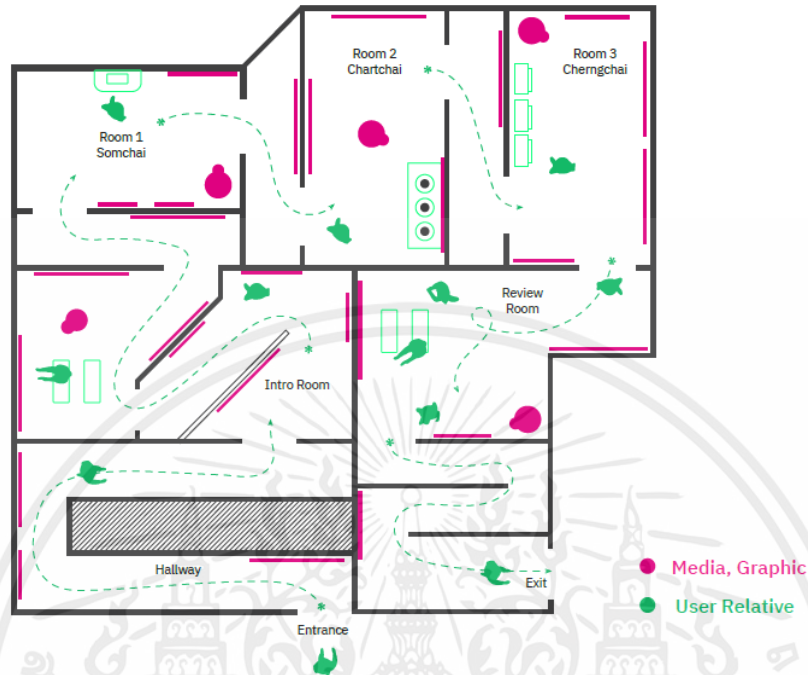 Room 2
Chartchai
Room 3
Cherngchai
Room 1
Somchai
Review
Room
Intro Room
Hallway
Exit
Entrance
Media, Graphic
User Relative